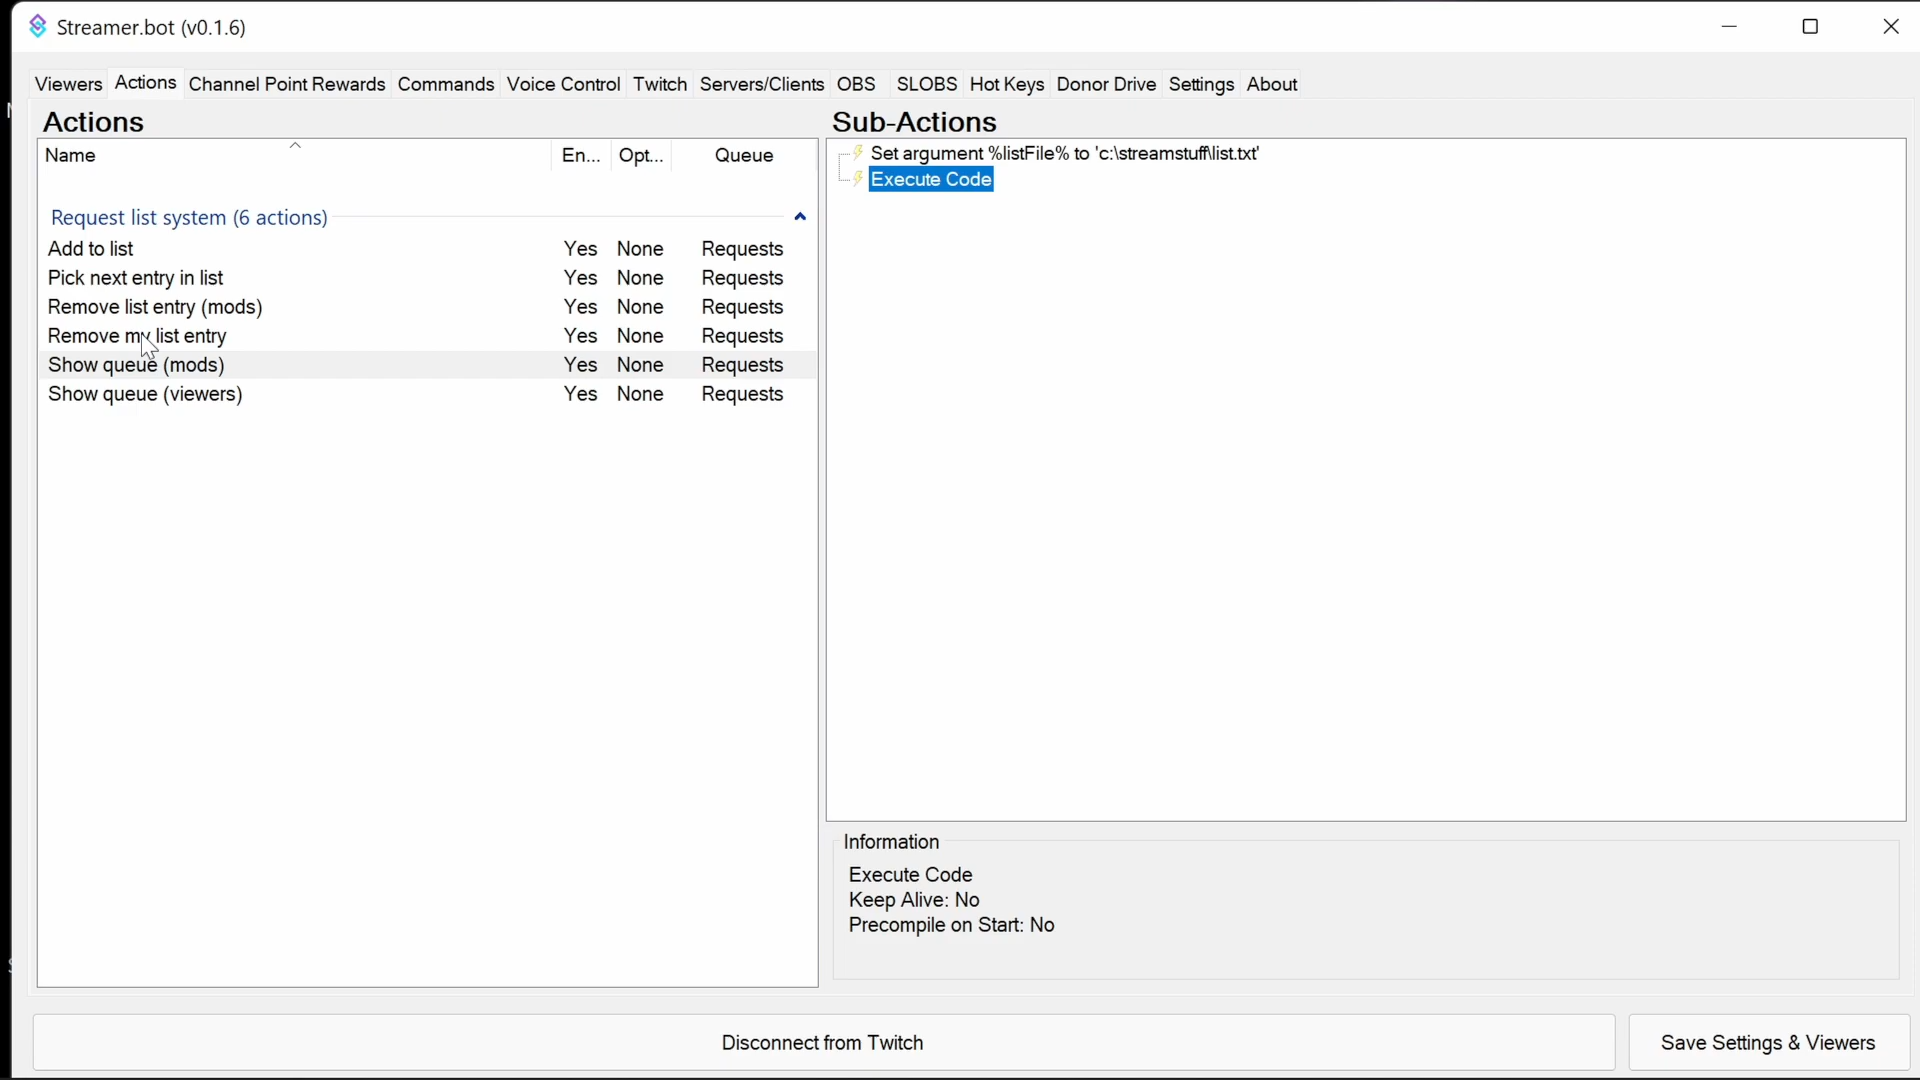 Streamer.bot (v0.1.6)
Viewers Actions Channel Point Rewards Commands Voice Control Twitch Servers/Clients OBS SLOBS Hot Keys Donor Drive Settings About
Actions
Name En... Opt... Queue
Request list system (6 actions)
Add to list Yes None Requests
Pick next entry in list Yes None Requests
Remove list entry (mods) Yes None Requests
Remove my list entry Yes None Requests
Show queue (mods) Yes None Requests
Show queue (viewers) Yes None Requests
Sub-Actions
Set argument %listFile% to 'c:\streamstuff\list.txt'
Execute Code
Information
Execute Code
Keep Alive: No
Precompile on Start: No
Disconnect from Twitch
Save Settings & Viewers